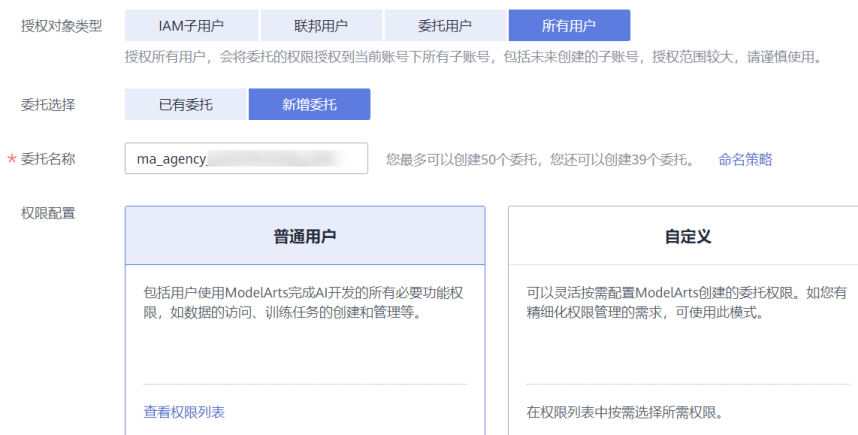 授权对象类型 IAM子用户 联邦用户 委托用户 所有用户
授权所有用户，会将委托的权限授权到当前账号下所有子账号，包括未来创建的子账号，授权范围较大，请谨慎使用。
委托选择 已有委托 新增委托
* 委托名称 ma_agency_ 您最多可以创建50个委托，您还可以创建39个委托。 命名策略
权限配置
普通用户
包括用户使用ModelArts完成AI开发的所有必要功能权
限，如数据的访问、训练任务的创建和管理等。
查看权限列表
自定义
可以灵活按需配置ModelArts创建的委托权限。如您有
精细化权限管理的需求，可使用此模式。
在权限列表中按需选择所需权限。